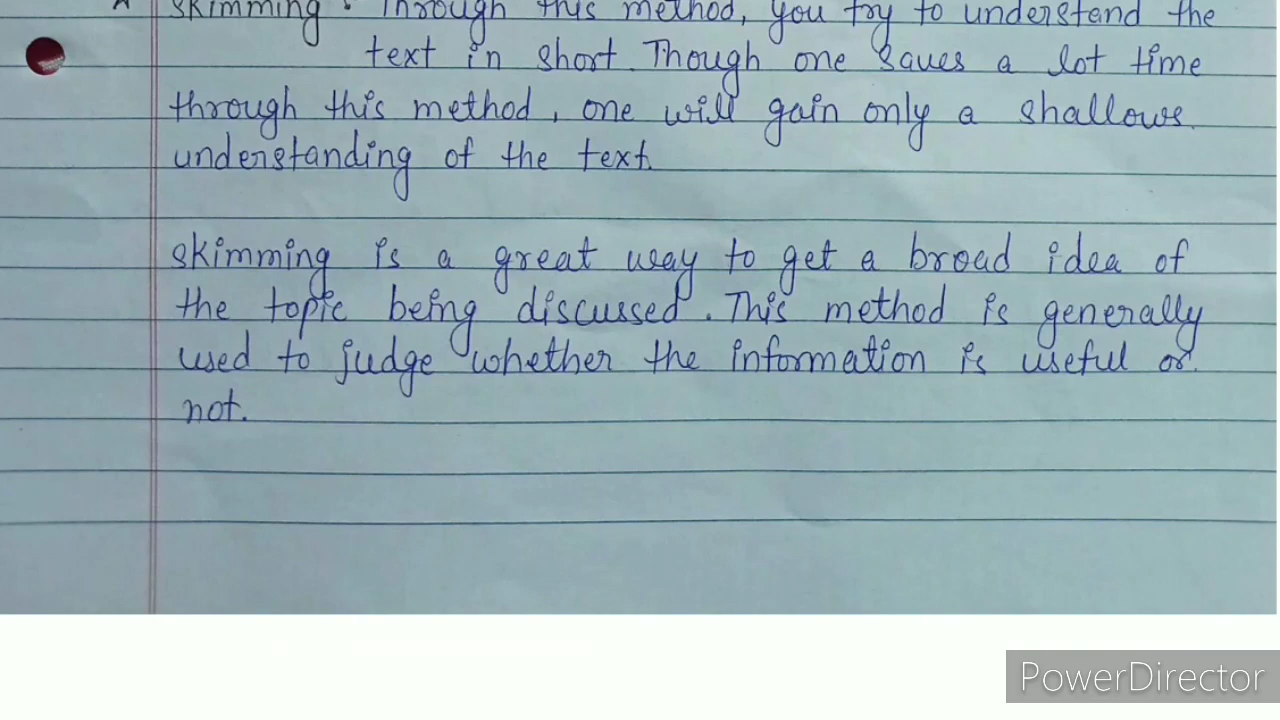 Skimming : Through this method, you try to understand the
text in short. Though one saves a lot time
through this method, one will gain only a shallows
understanding of the text.
skimming is a great way to get a broad idea of
the topic being discussed. This method is generally
used to judge whether the information is useful or
not.
PowerDirector